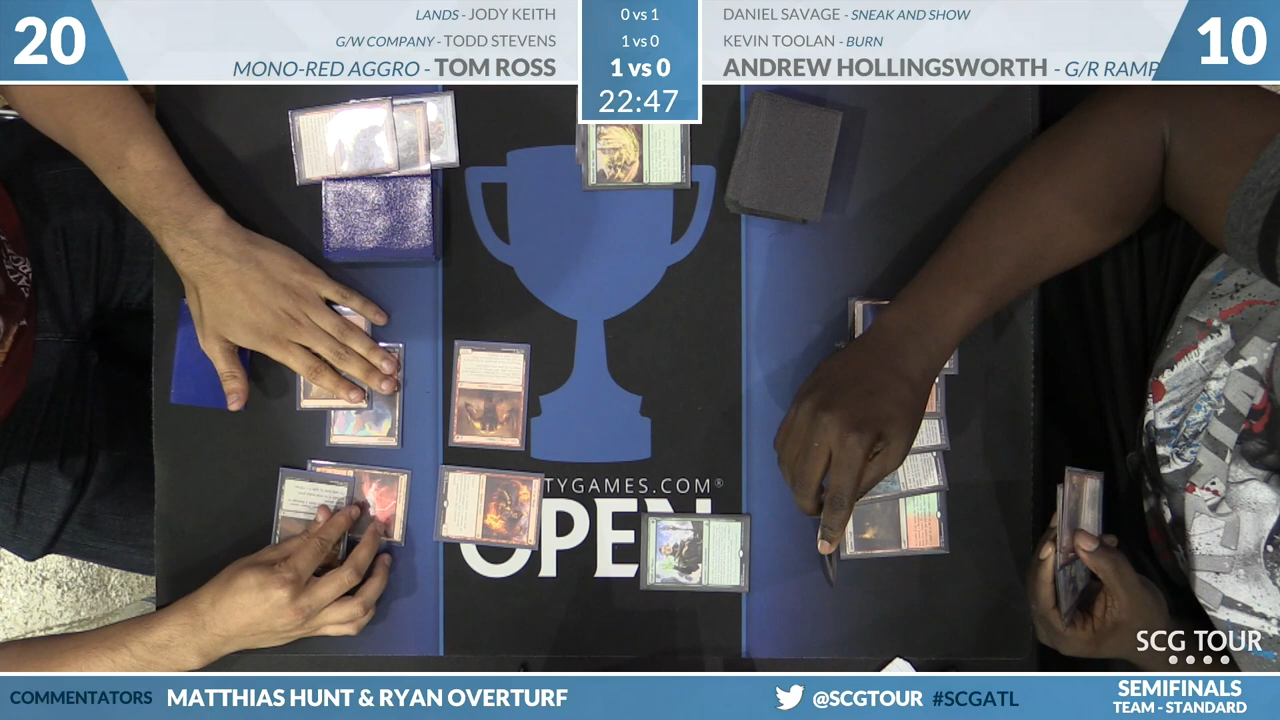 20
LANDS - JODY KEITH
G/W COMPANY - TODD STEVENS
MONO-RED AGGRO - TOM ROSS
0 vs 1
1 vs 0
1 vs 0
22:47
DANIEL SAVAGE - SNEAK AND SHOW
KEVIN TOOLAN - BURN
ANDREW HOLLINGSWORTH - G/R RAMP
10
TYGAMES.COM®
OPEN
SCG TOUR
COMMENTATORS MATTHIAS HUNT & RYAN OVERTURF
@SCGTOUR #SCGATL
SEMIFINALS
TEAM - STANDARD